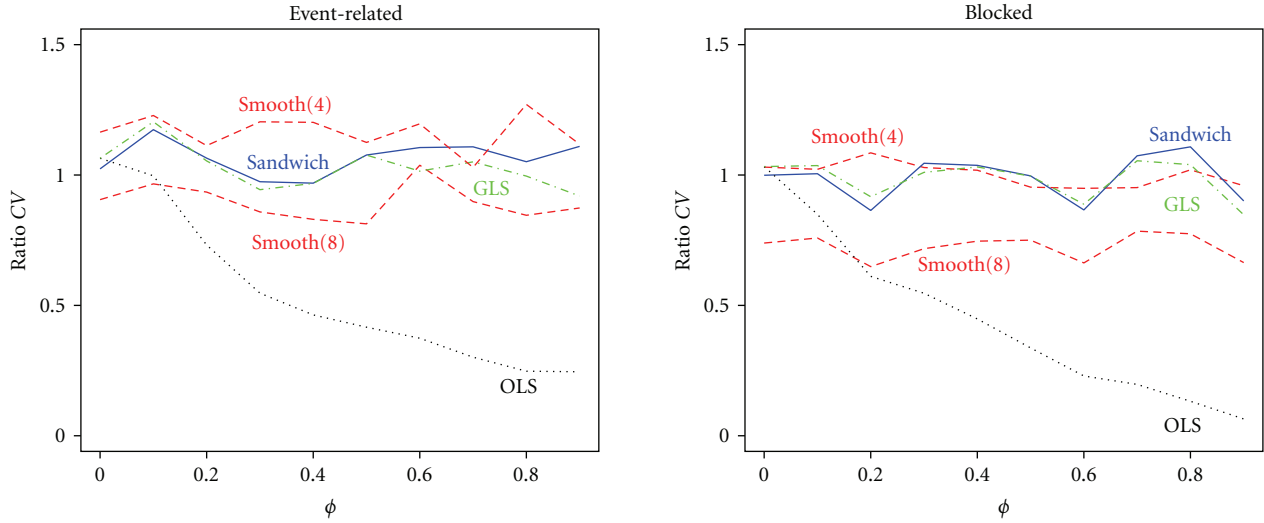 Event-related
1.5
1
0.5
0
Ratio CV
Smooth(4)
Sandwich
GLS
Smooth(8)
OLS
0 0.2 0.4 0.6 0.8
ϕ
Blocked
1.5
1
0.5
0
Ratio CV
Smooth(4)
Sandwich
GLS
Smooth(8)
OLS
0 0.2 0.4 0.6 0.8
ϕ